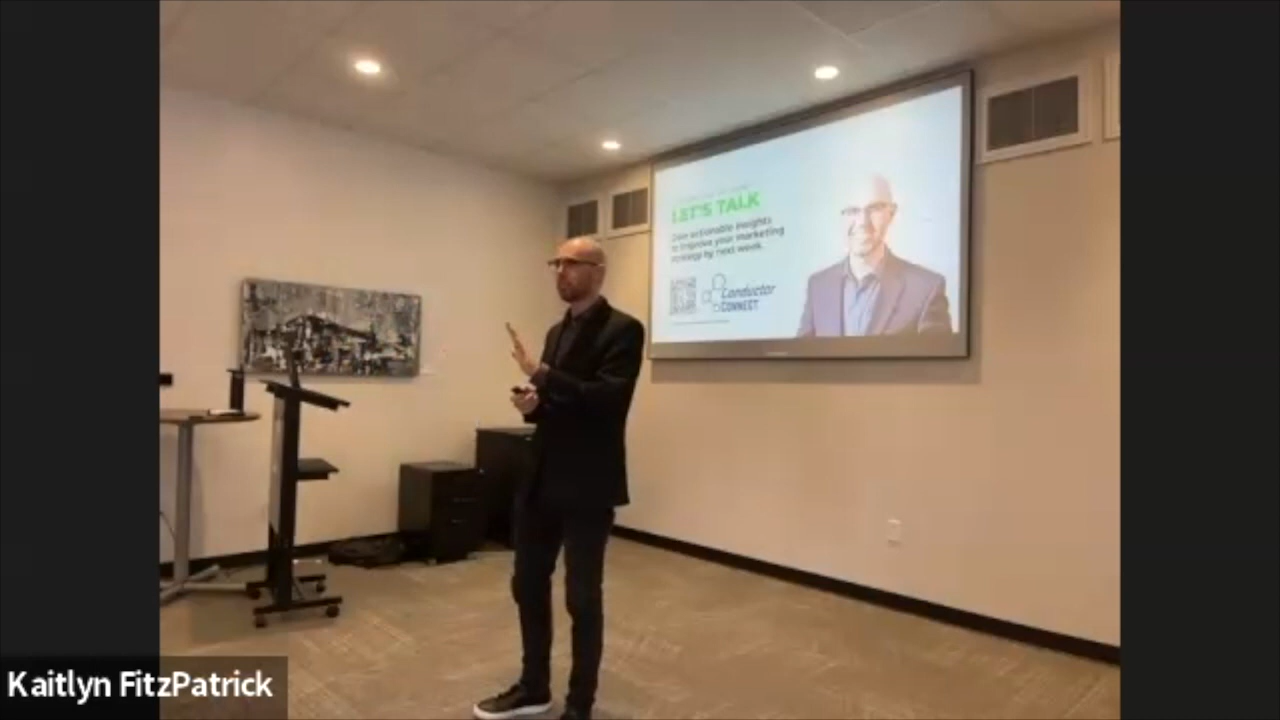 LET'S TALK
Gain actionable insights
to improve your marketing
strategy by next week.
Conductor
CONNECT
Kaitlyn FitzPatrick